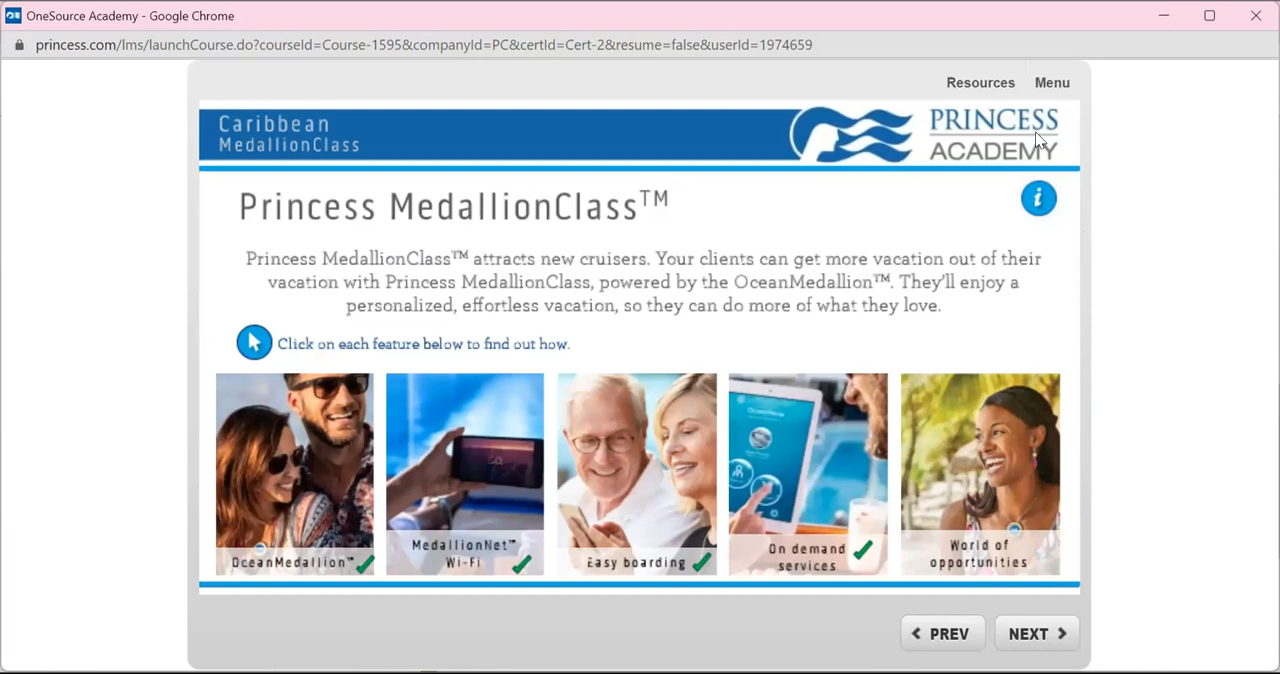 OneSource Academy - Google Chrome
princess.com/lms/launchCourse.do?courseId=Course-1595&companyId=PC&certId=Cert-2&resume=false&userId=1974659
Resources Menu
Caribbean
MedallionClass
PRINCESS
ACADEMY
Princess MedallionClass™
i
Princess MedallionClass™ attracts new cruisers. Your clients can get more vacation out of their
vacation with Princess MedallionClass, powered by the OceanMedallion™. They'll enjoy a
personalized, effortless vacation, so they can do more of what they love.
Click on each feature below to find out how.
OceanMedallion™
MedallionNet™
Wi-Fi
Easy boarding
On demand
services
World of
opportunities
PREV NEXT